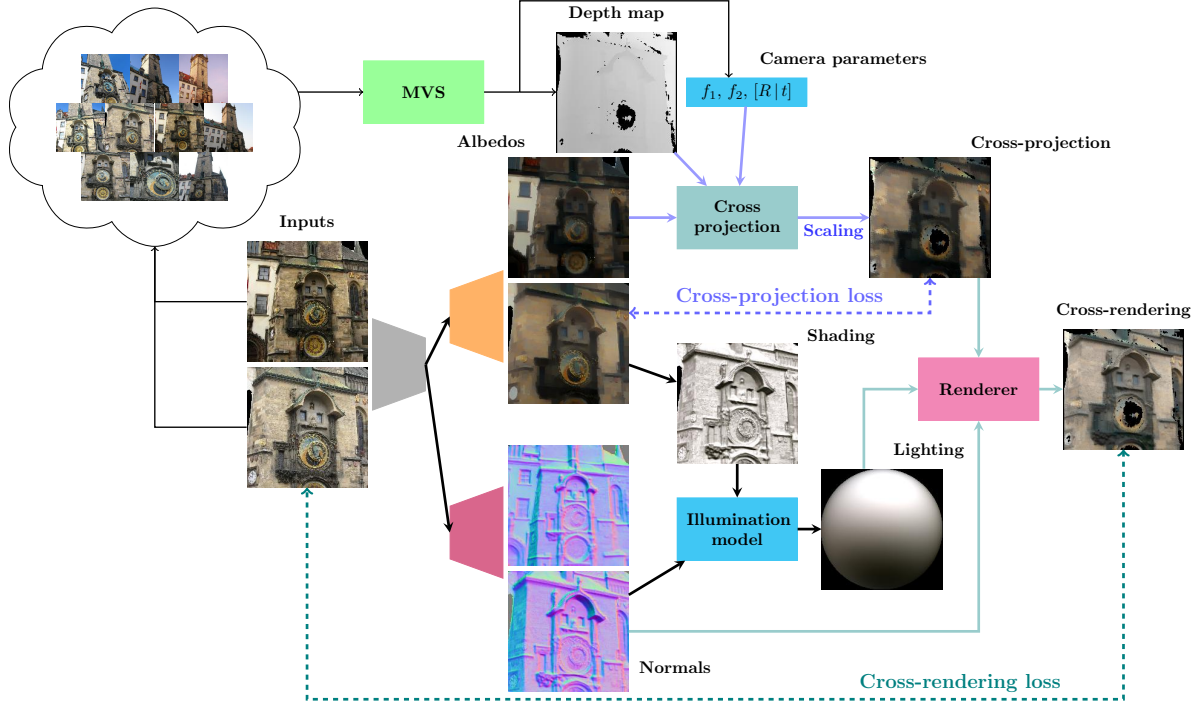 Depth map
Camera parameters
MVS
f₁, f₂, [R | t]
Albedos
Cross-projection
Inputs
Cross
projection
Scaling
Cross-projection loss
Cross-rendering
Shading
Renderer
Lighting
Illumination
model
Normals
Cross-rendering loss